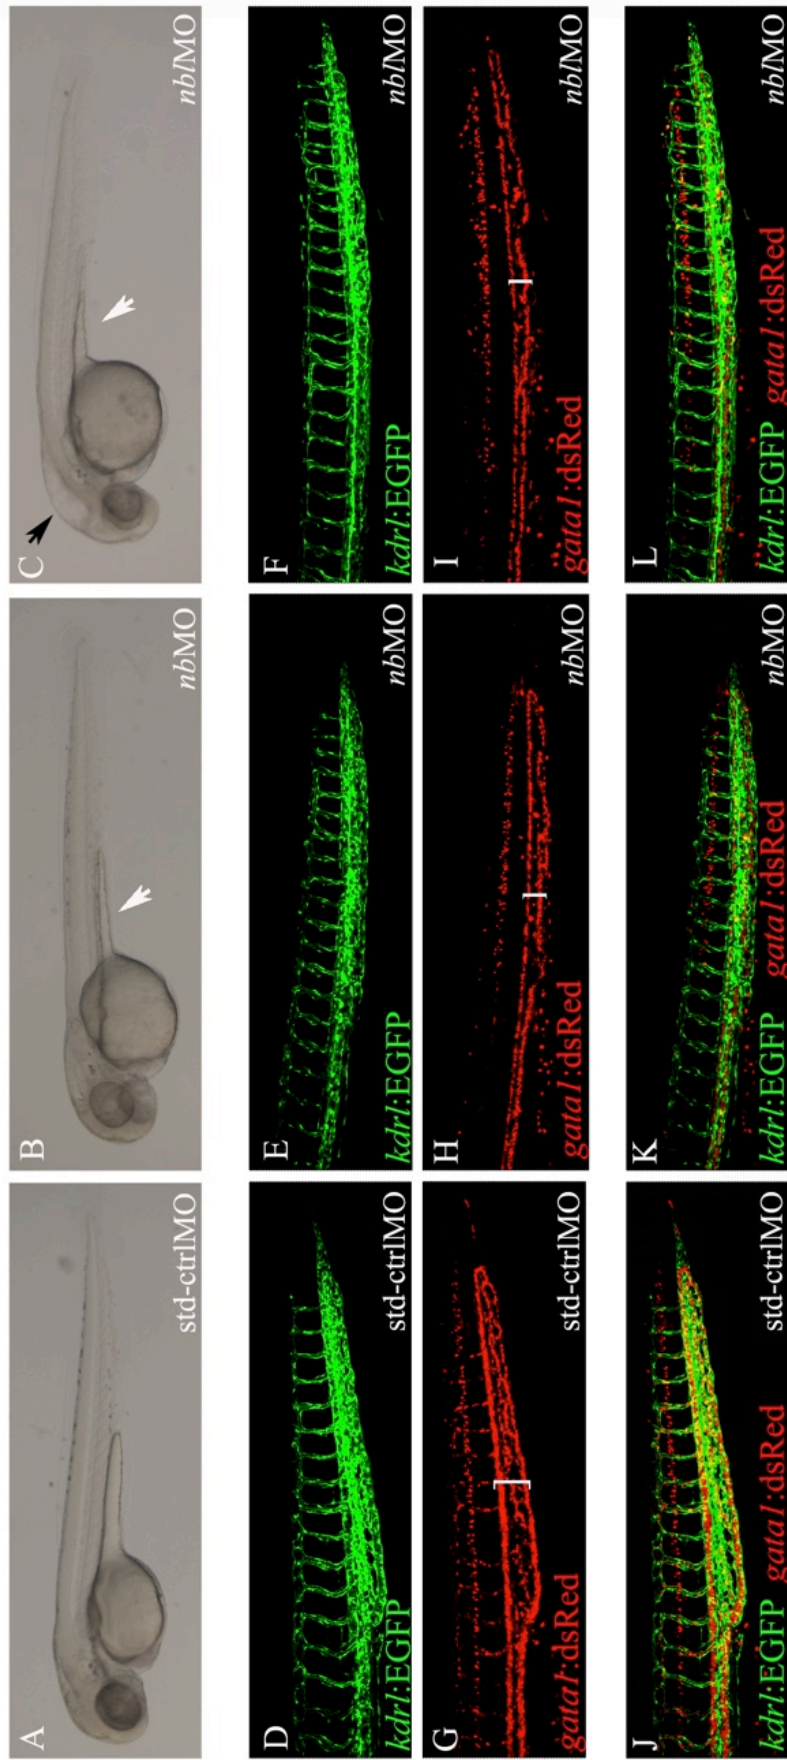 A
std-ctrlMO
B
nbMO
C
nblMO
D
kdrl:EGFP
std-ctrlMO
E
kdrl:EGFP
nbMO
F
kdrl:EGFP
nblMO
G
gata1:dsRed
std-ctrlMO
H
gata1:dsRed
nbMO
I
gata1:dsRed
nblMO
J
kdrl:EGFP gata1:dsRed
std-ctrlMO
K
kdrl:EGFP gata1:dsRed
nbMO
L
kdrl:EGFP gata1:dsRed
nblMO